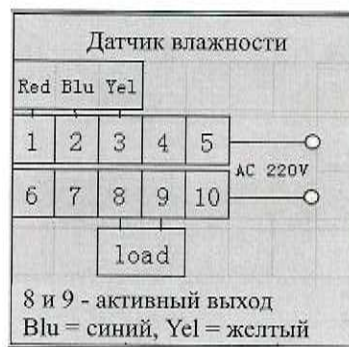 Датчик влажности
Red Blu Yel
1 2 3 4 5
AC 220V
6 7 8 9 10
load
8 и 9 - активный выход
Blu = синий, Yel = желтый